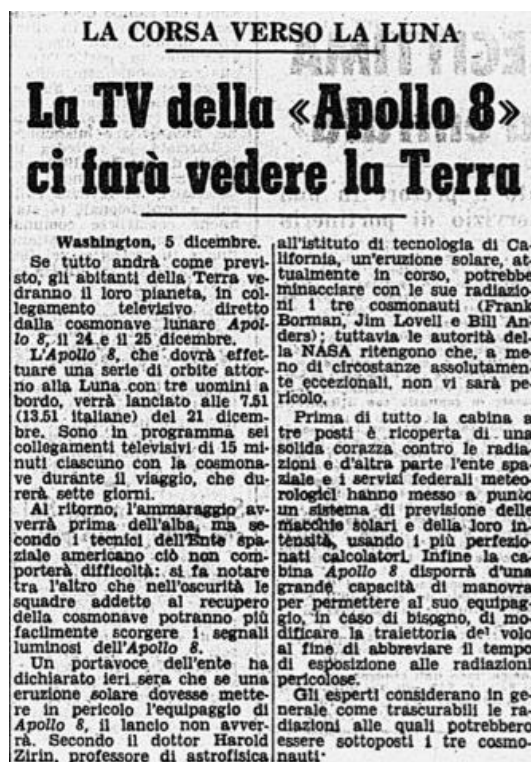 LA CORSA VERSO LA LUNA
La TV della «Apollo 8»
ci farà vedere la Terra
Washington, 5 dicembre.
Se tutto andrà come previ-
sto, gli abitanti della Terra ve-
dranno il loro pianeta, in col-
legamento televisivo diretto
dalla cosmonave lunare Apol-
lo 8, il 24 e il 25 dicembre.
L'Apollo 8, che dovrà effet-
tuare una serie di orbite attor-
no alla Luna con tre uomini a
bordo, verrà lanciato alle 7.51
(13.51 italiane) del 21 dicem-
bre. Sono in programma sei
collegamenti televisivi di 15 mi-
nuti ciascuno con la cosmona-
ve durante il viaggio, che du-
rerà sette giorni.
Al ritorno, l'ammaraggio av-
verrà prima dell'alba, ma se-
condo i tecnici dell'Ente spa-
ziale americano ciò non com-
porterà difficoltà: si fa notare
tra l'altro che nell'oscurità le
squadre addette al recupero
della cosmonave potranno più
facilmente scorgere i segnali
luminosi dell'Apollo 8.
Un portavoce dell'ente ha
dichiarato ieri sera che se una
eruzione solare dovesse mette-
re in pericolo l'equipaggio di
Apollo 8, il lancio non avver-
rà. Secondo il dottor Harold
Zirin, professore di astrofisica
all'istituto di tecnologia di Ca-
lifornia, un'eruzione solare, at-
tualmente in corso, potrebbe
minacciare con le sue radiazio-
ni i tre cosmonauti (Frank
Borman, Jim Lovell e Bill An-
ders); tuttavia le autorità del-
la NASA ritengono che, a me-
no di circostanze assolutamen-
te eccezionali, non vi sarà pe-
ricolo.
Prima di tutto la cabina a
tre posti è ricoperta di una
solida corazza contro le radia-
zioni e d'altra parte l'ente spa-
ziale e i servizi federali meteo-
rologici hanno messo a punto
un sistema di previsione delle
macchie solari e della loro in-
tensità, usando i più perfezio-
nati calcolatori. Infine la ca-
bina Apollo 8 disporrà d'una
grande capacità di manovra
per permettere al suo equipag-
gio, in caso di bisogno, di mo-
dificare la traiettoria del volo
al fine di abbreviare il tempo
di esposizione alle radiazioni
pericolose.
Gli esperti considerano in ge-
nerale come trascurabili le ra-
diazioni alle quali potrebbero
essere sottoposti i tre cosmo-
nauti.